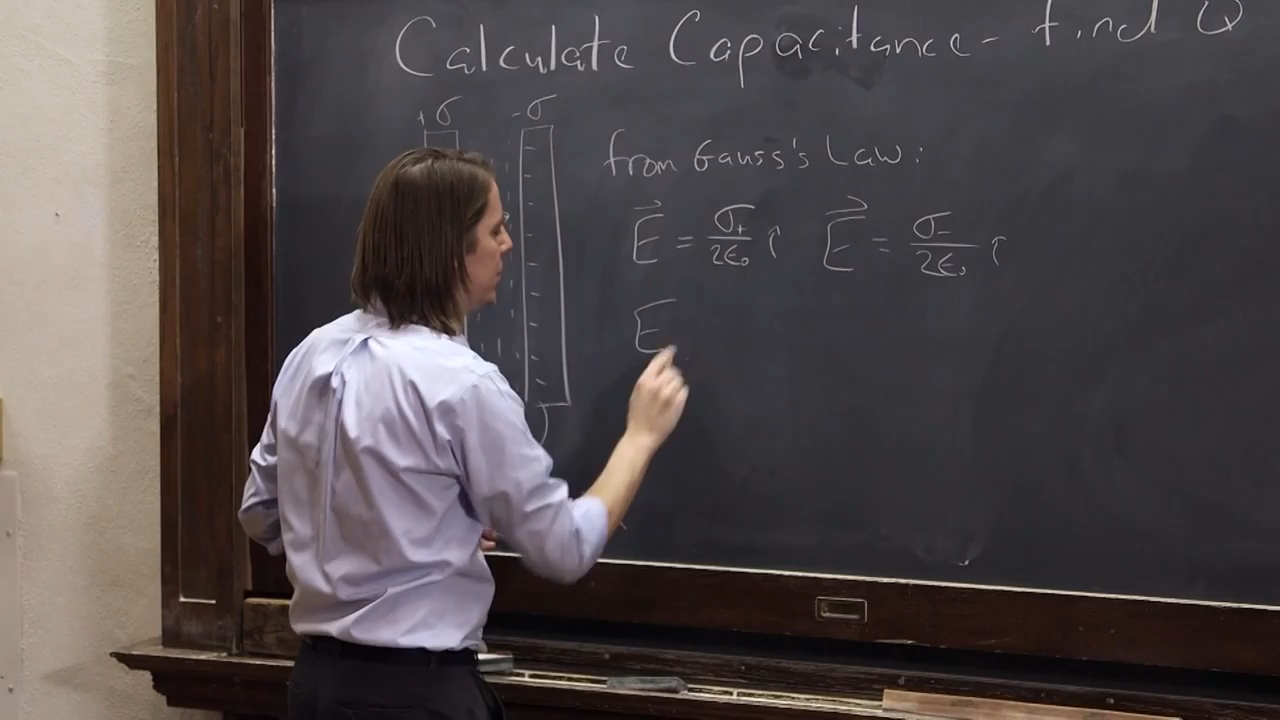 Calculate Capacitance - find Q
+σ -σ
from Gauss's Law:
E⃗ = σ₊/2ϵ₀ î E⃗ = σ₋/2ϵ₀ î
E